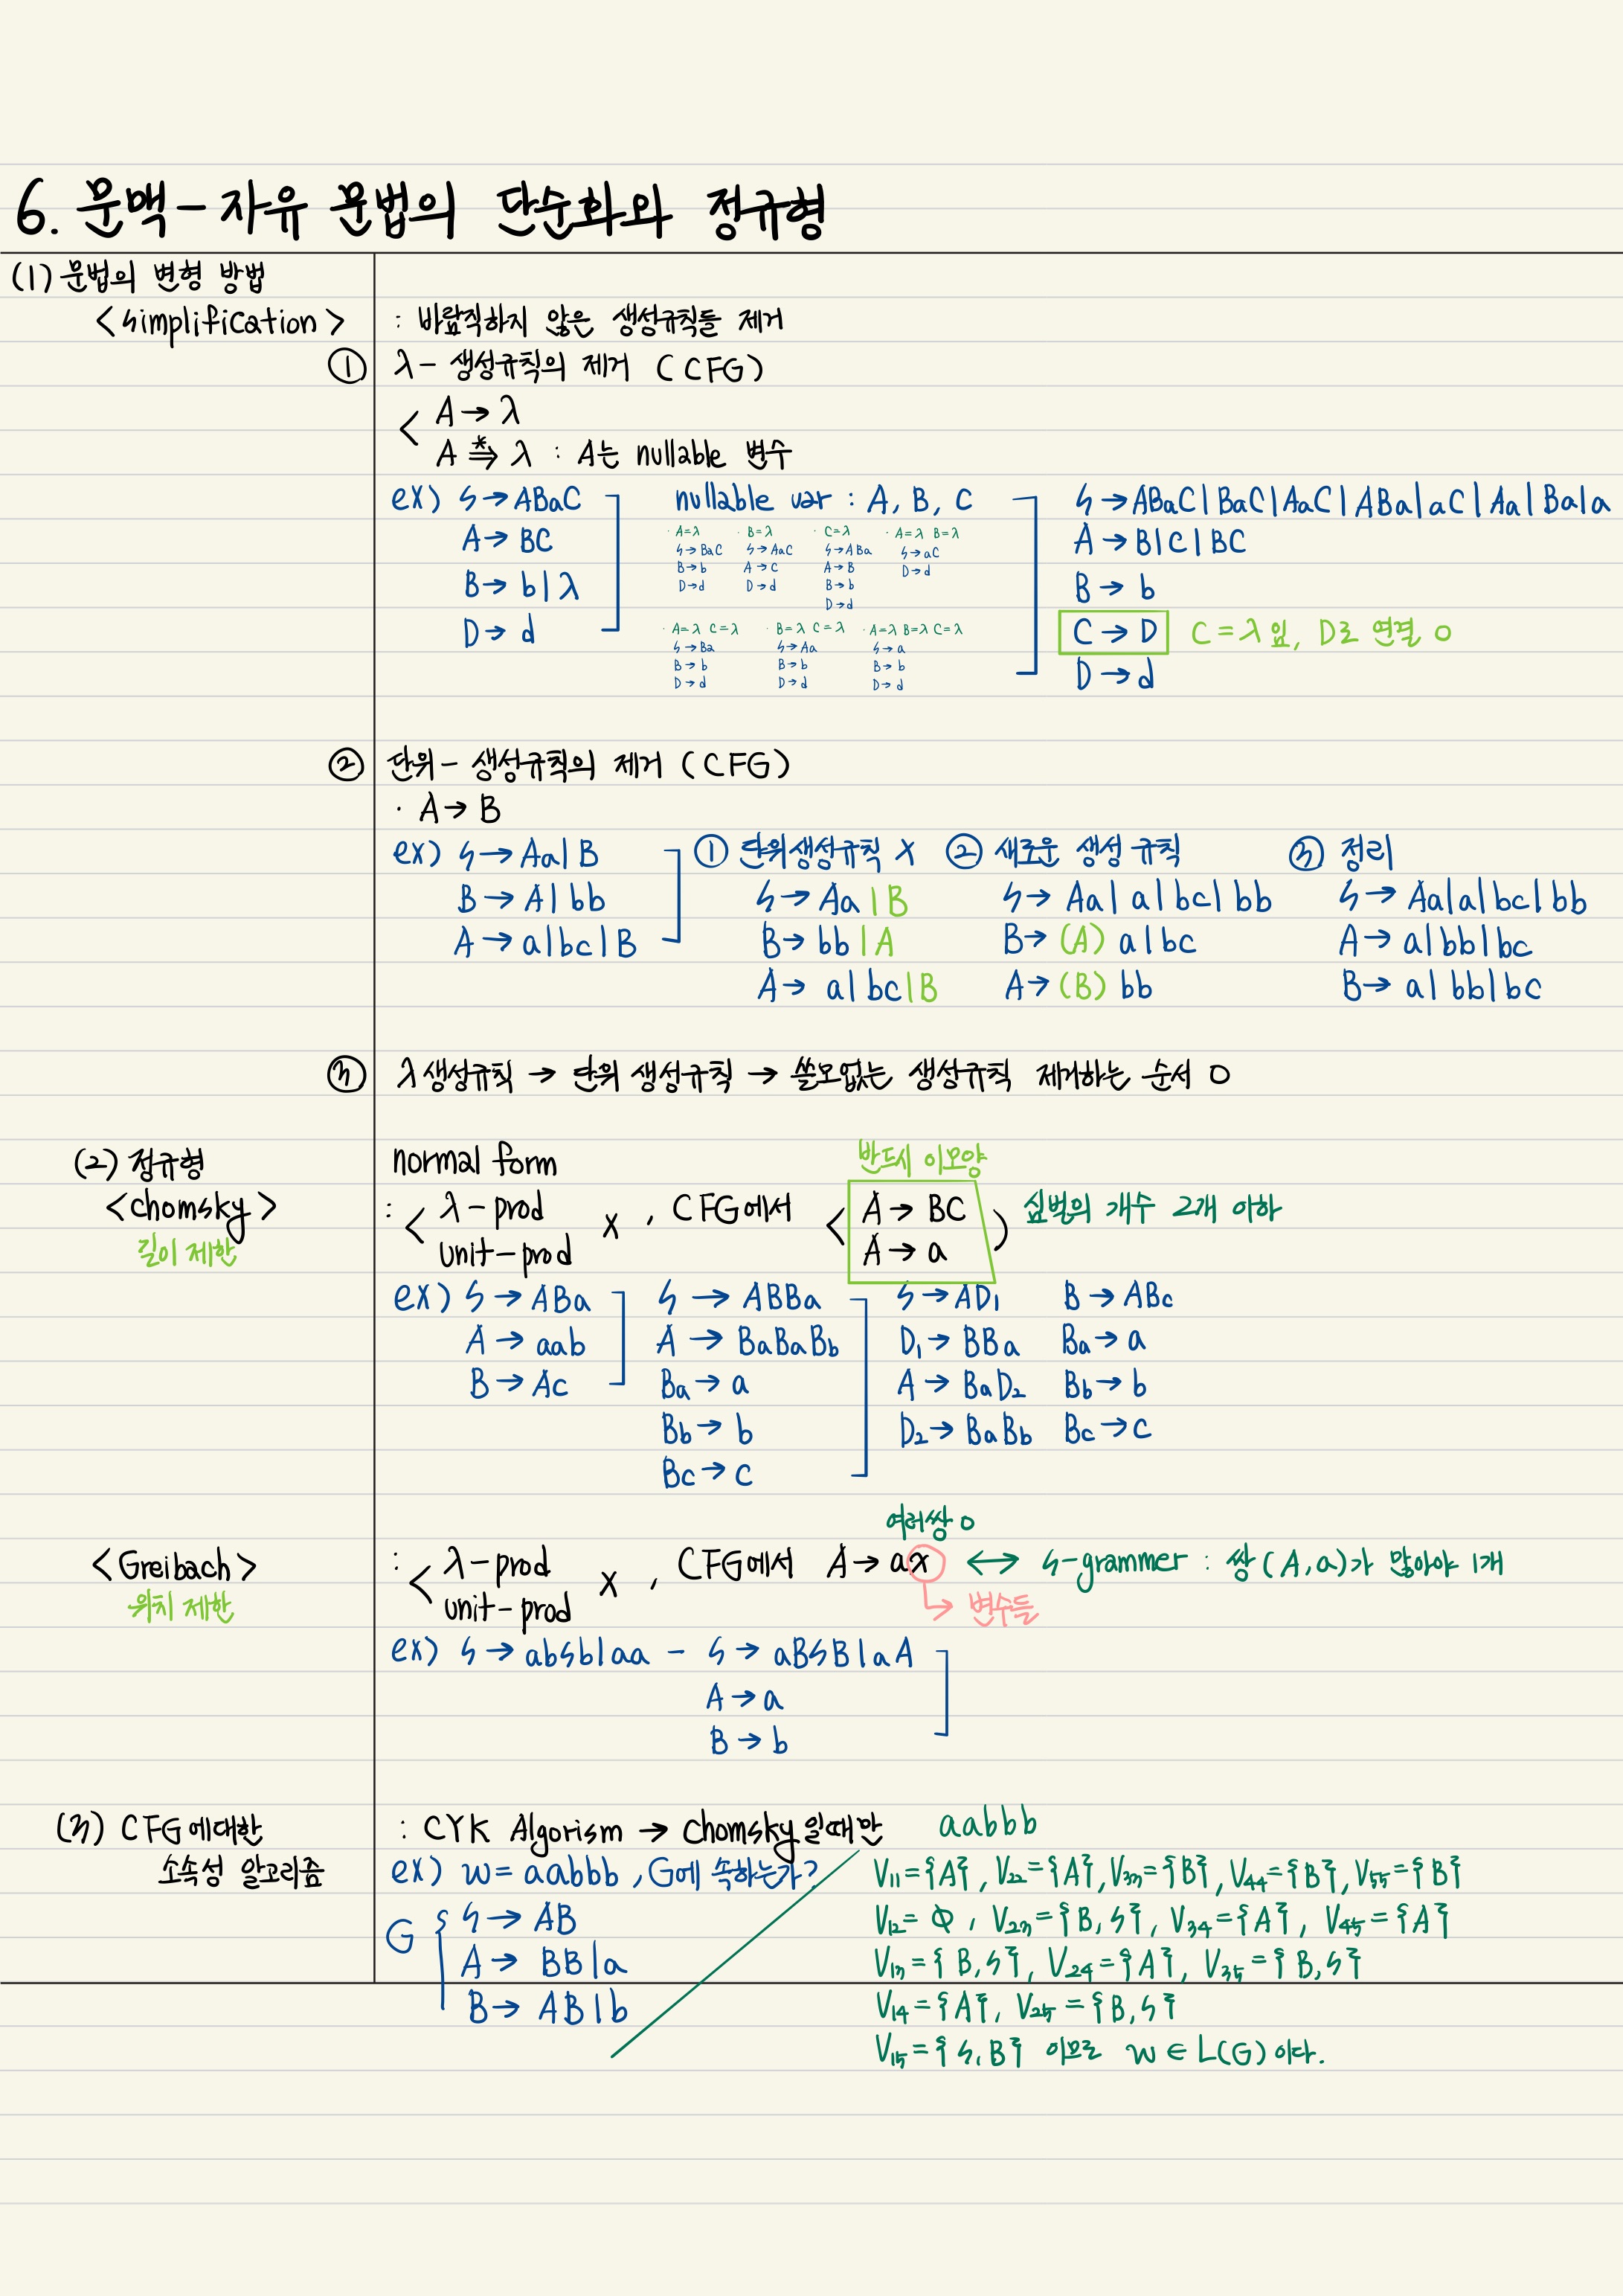 6. 문맥-자유 문법의 단순화와 정규형
(1) 문법의 변형 방법
<simplification> : 바람직하지 않은 생성규칙들 제거
① λ- 생성규칙의 제거 (CFG)
A → λ
A ⇒* λ : A는 nullable 변수
ex) S → ABaC
A → BC
B → b|λ
D → d
nullable var : A, B, C
· A=λ
S→BaC
B→b
D→d
· B=λ
S→AaC
A→C
D→d
· C=λ
S→ABa
A→B
B→b
D→d
· A=λ B=λ
S→aC
D→d
· A=λ C=λ
S→Ba
B→b
D→d
· B=λ C=λ
S→Aa
B→b
D→d
· A=λ B=λ C=λ
S→a
B→b
D→d
S→ABaC|BaC|AaC|ABa|aC|Aa|Ba|a
A→B|C|BC
B→b
C→D C=λ 잎, D로 연결 O
D→d
② 단위- 생성규칙의 제거 (CFG)
· A→B
ex) S→Aa|B
B→A|bb
A→a|bc|B
① 단위생성규칙 X
S→Aa|B
B→bb|A
A→a|bc|B
② 새로운 생성 규칙
S→Aa|a|bc|bb
B→(A) a|bc
A→(B) bb
③ 정리
S→Aa|a|bc|bb
A→a|bb|bc
B→a|bb|bc
③ λ생성규칙 → 단위 생성규칙 → 쓸모없는 생성규칙 제거하는 순서 O
(2) 정규형 normal form
반드시 이모양
<chomsky> : < λ-prod unit-prod X , CFG에서 < A→BC A→a ) 심벌의 개수 2개 이하
길이 제한
ex) S→ABa
A→aab
B→Ac
S→ABBa
A→BaBaBb
Ba→a
Bb→b
Bc→c
S→AD₁
D₁→BBa
A→BaD₂
D₂→BaBb
B→ABc
Ba→a
Bb→b
Bc→c
여러쌍 O
<Greibach> : < λ-prod unit-prod X , CFG에서 A→ax ↔ S-grammer : 쌍(A,a)가 많아야 1개
위치 제한
변수들
ex) S→abSb|aa - S→aBSB|aA
A→a
B→b
(3) CFG에대한
소속성 알고리즘
: CYK Algorism → Chomsky일때만
ex) w = aabbb , G에 속하는가?
G { S→AB
A→BB|a
B→AB|b
aabbb
V₁₁={A}, V₂₂={A}, V₃₃={B}, V₄₄={B}, V₅₅={B}
V₁₂= Φ, V₂₃={B,S}, V₃₄={A}, V₄₅={A}
V₁₃={B,S}, V₂₄={A}, V₃₅={B,S}
V₁₄={A}, V₂₅={B,S}
V₁₅={S,B} 이므로 w∈L(G)이다.